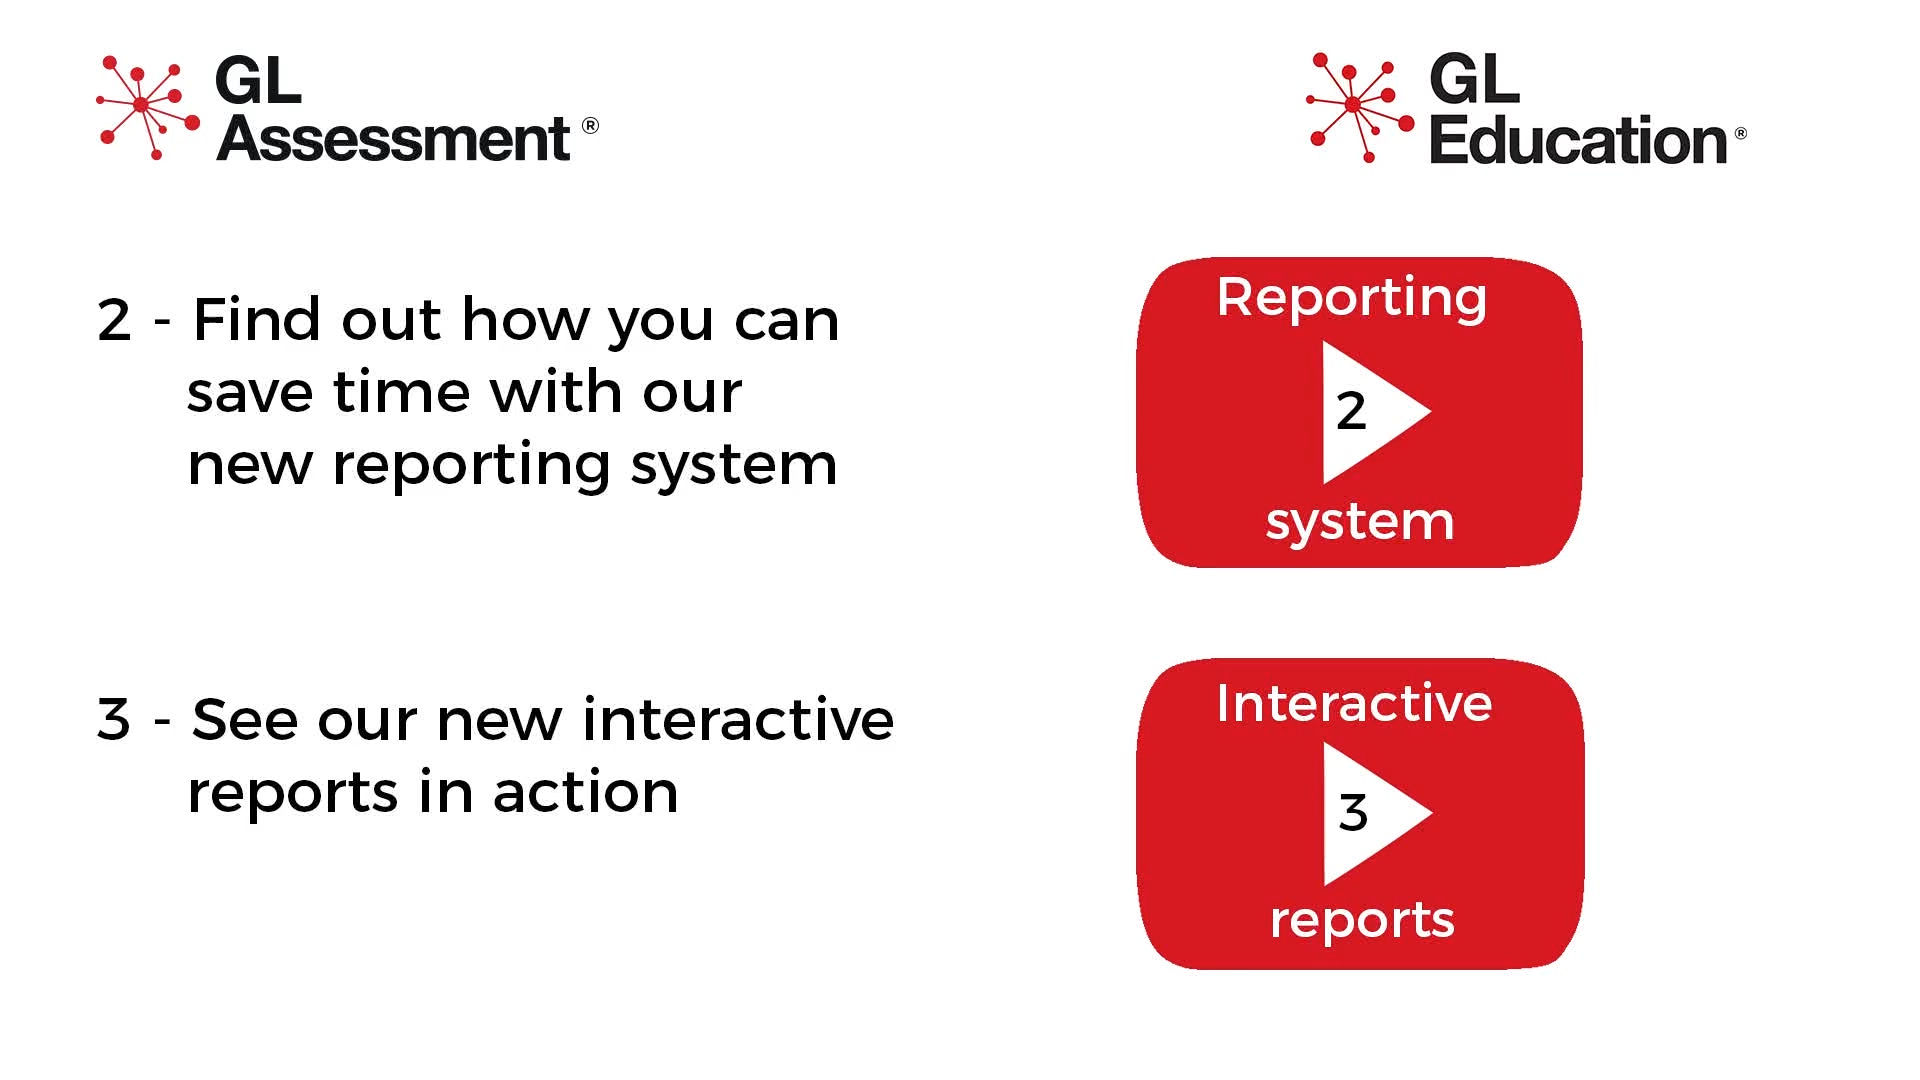 GL
Assessment ®
GL
Education ®
2 - Find out how you can
save time with our
new reporting system
Reporting
2
system
3 - See our new interactive
reports in action
Interactive
3
reports